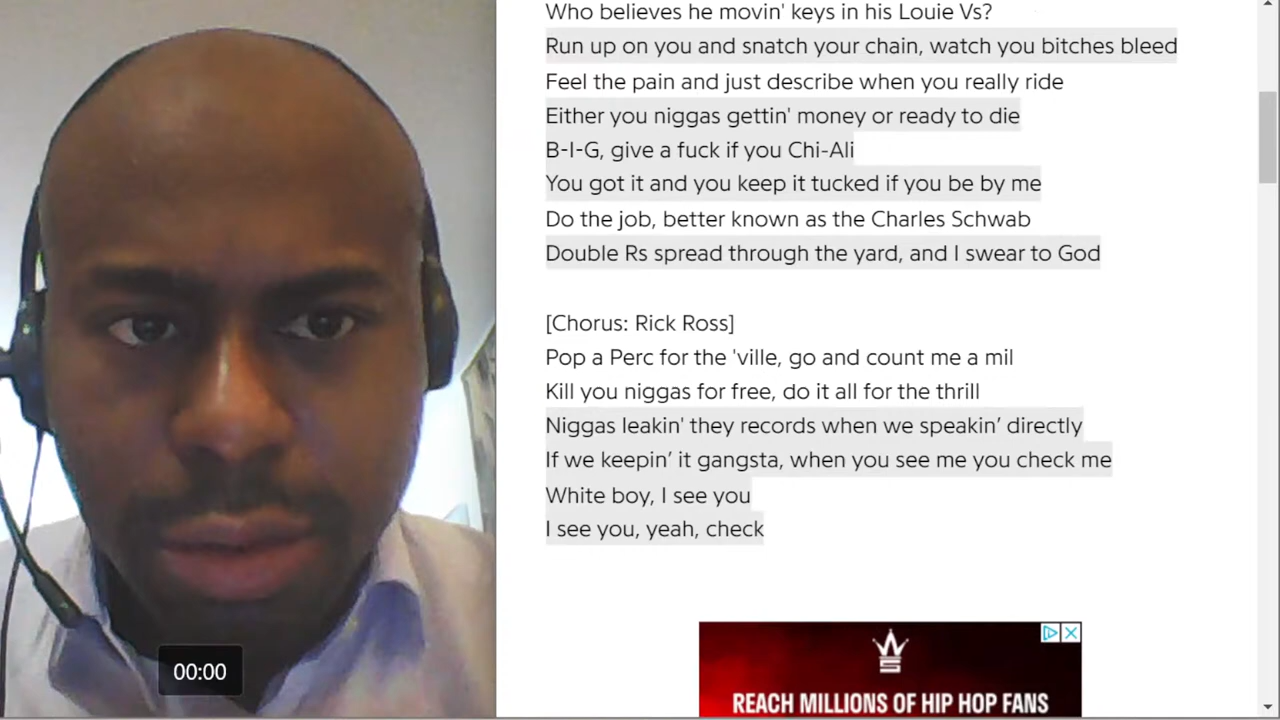 Who believes he movin' keys in his Louie Vs?
Run up on you and snatch your chain, watch you bitches bleed
Feel the pain and just describe when you really ride
Either you niggas gettin' money or ready to die
B-I-G, give a fuck if you Chi-Ali
You got it and you keep it tucked if you be by me
Do the job, better known as the Charles Schwab
Double Rs spread through the yard, and I swear to God
[Chorus: Rick Ross]
Pop a Perc for the 'ville, go and count me a mil
Kill you niggas for free, do it all for the thrill
Niggas leakin' they records when we speakin’ directly
If we keepin’ it gangsta, when you see me you check me
White boy, I see you
I see you, yeah, check
REACH MILLIONS OF HIP HOP FANS
00:00